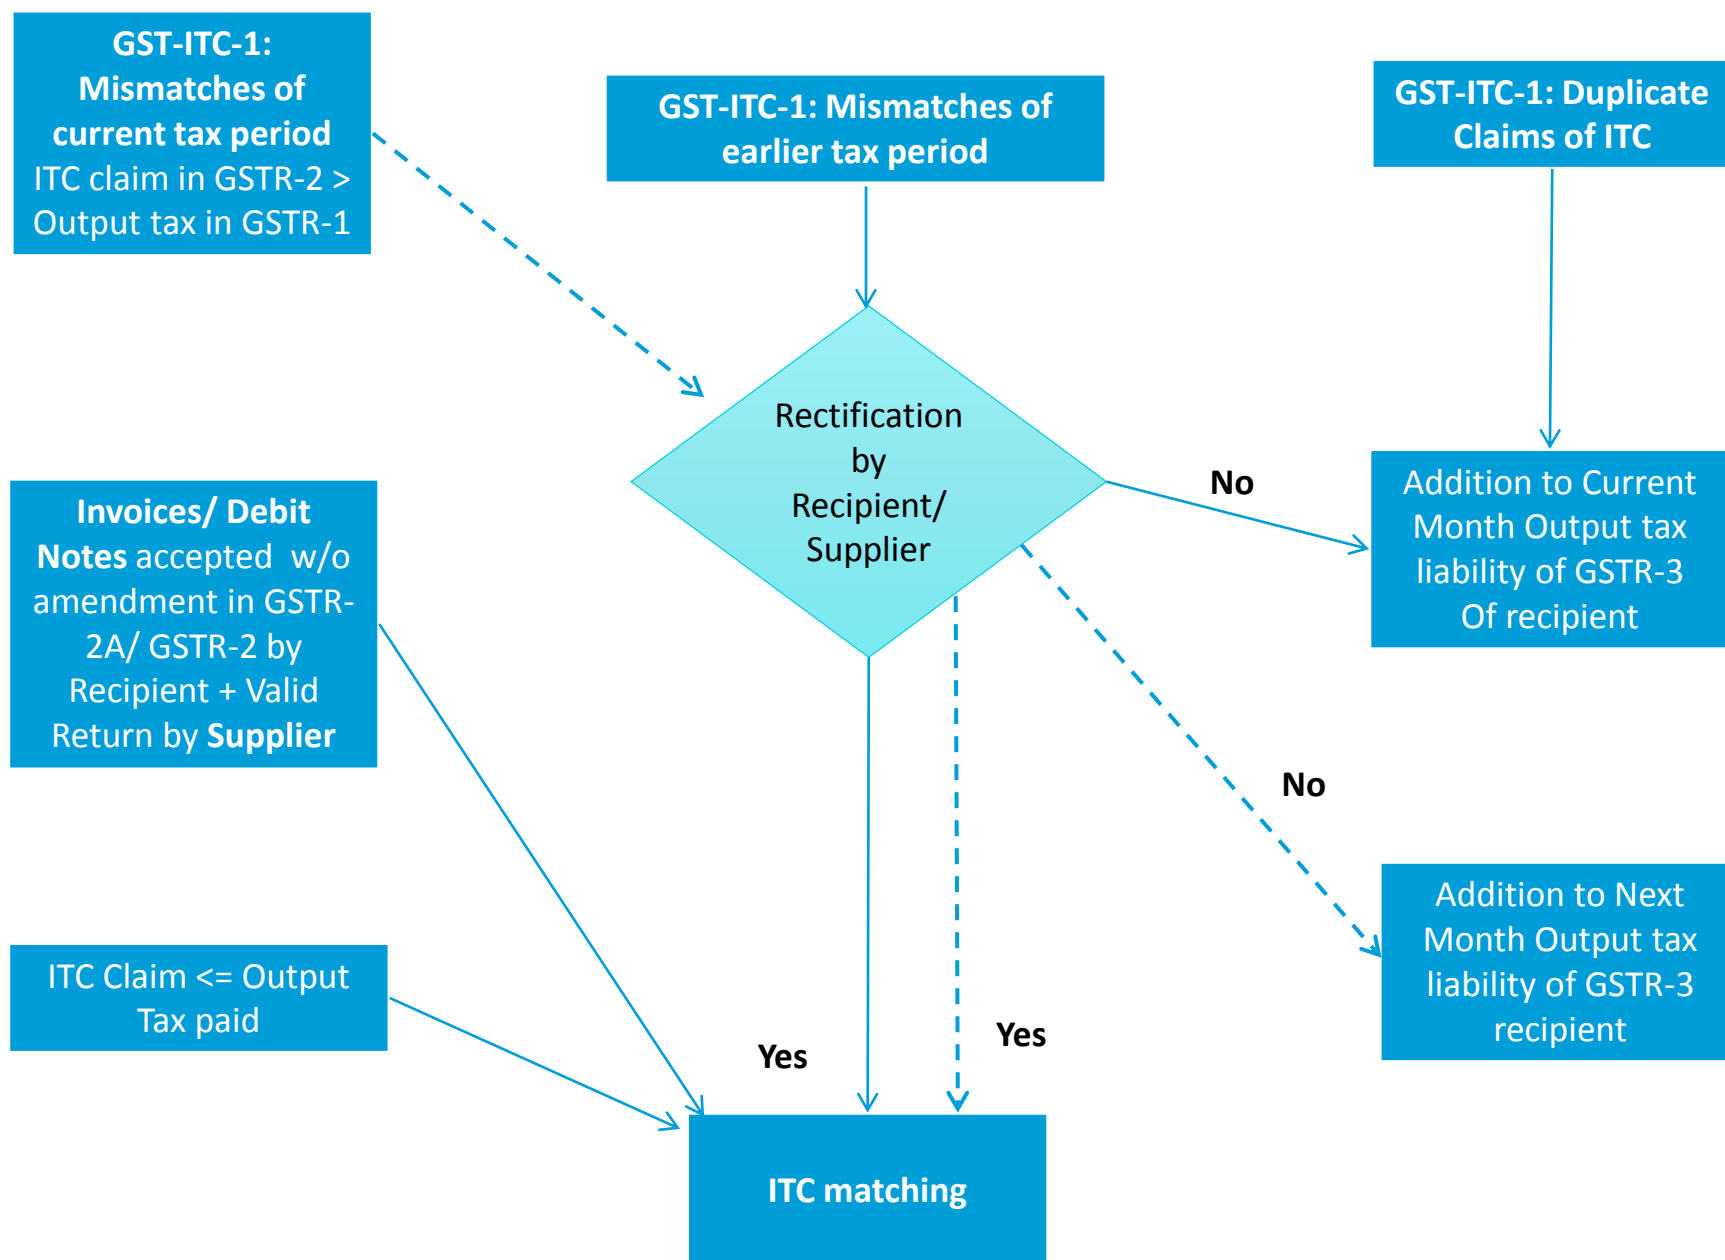 GST-ITC-1:
Mismatches of
current tax period
ITC claim in GSTR-2 >
Output tax in GSTR-1
GST-ITC-1: Mismatches of
earlier tax period
GST-ITC-1: Duplicate
Claims of ITC
Rectification
by
Recipient/
Supplier
No
Addition to Current
Month Output tax
liability of GSTR-3
Of recipient
Invoices/ Debit
Notes accepted w/o
amendment in GSTR-
2A/ GSTR-2 by
Recipient + Valid
Return by Supplier
No
Addition to Next
Month Output tax
liability of GSTR-3
recipient
ITC Claim <= Output
Tax paid
Yes
Yes
ITC matching